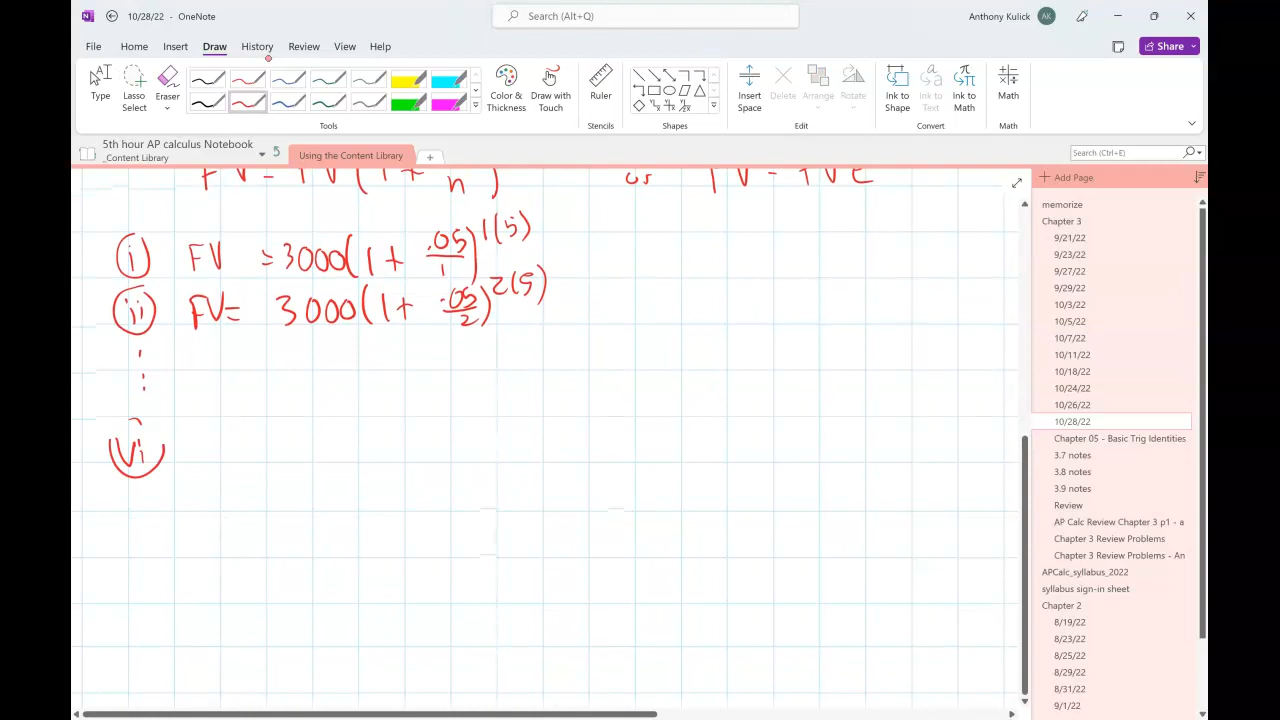 10/28/22 - OneNote
Search (Alt+Q)
Anthony Kulick
AK
File Home Insert Draw History Review View Help
Share
Type
Lasso Select
Eraser
Color & Thickness
Draw with Touch
Ruler
Insert Space
Delete
Arrange
Rotate
Ink to Shape
Ink to Text
Ink to Math
Math
Tools
Stencils
Shapes
Edit
Convert
Math
5th hour AP calculus Notebook
_Content Library
Using the Content Library
Search (Ctrl+E)
Add Page
(i) FV = 3000(1 + .05/1)^1(5)
(ii) FV = 3000(1 + .05/2)^2(5)
⋮
(vi)
memorize
Chapter 3
9/21/22
9/23/22
9/27/22
9/29/22
10/3/22
10/5/22
10/7/22
10/11/22
10/18/22
10/24/22
10/26/22
10/28/22
Chapter 05 - Basic Trig Identities
3.7 notes
3.8 notes
3.9 notes
Review
AP Calc Review Chapter 3 p1 - a
Chapter 3 Review Problems
Chapter 3 Review Problems - An
APCalc_syllabus_2022
syllabus sign-in sheet
Chapter 2
8/19/22
8/23/22
8/25/22
8/29/22
8/31/22
9/1/22